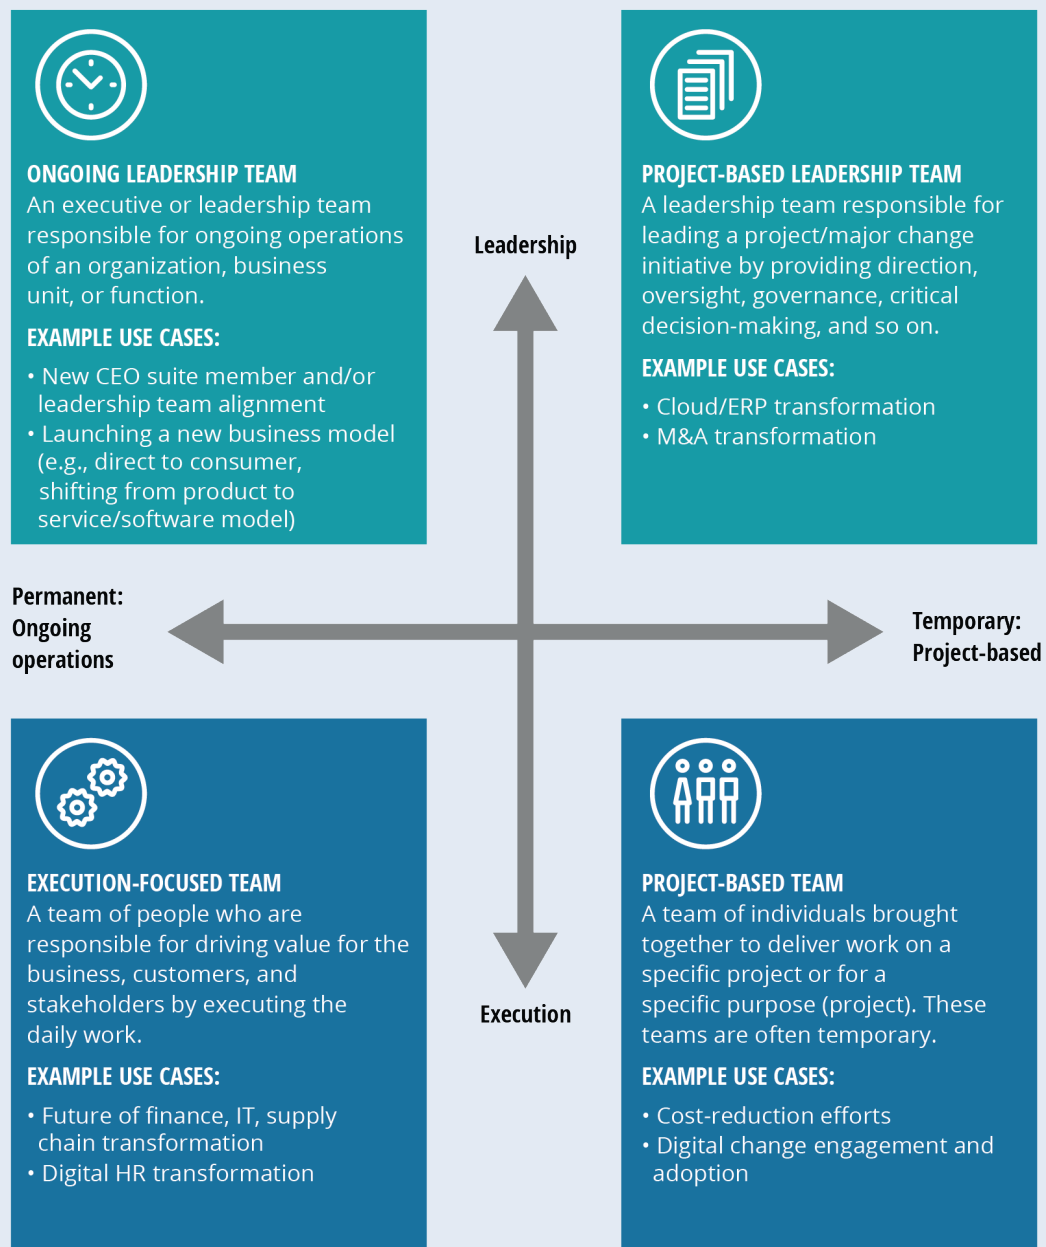 ONGOING LEADERSHIP TEAM
An executive or leadership team
responsible for ongoing operations
of an organization, business
unit, or function.
EXAMPLE USE CASES:
• New CEO suite member and/or
leadership team alignment
• Launching a new business model
(e.g., direct to consumer,
shifting from product to
service/software model)
Leadership
PROJECT-BASED LEADERSHIP TEAM
A leadership team responsible for
leading a project/major change
initiative by providing direction,
oversight, governance, critical
decision-making, and so on.
EXAMPLE USE CASES:
• Cloud/ERP transformation
• M&A transformation
Permanent:
Ongoing
operations
Temporary:
Project-based
EXECUTION-FOCUSED TEAM
A team of people who are
responsible for driving value for the
business, customers, and
stakeholders by executing the
daily work.
EXAMPLE USE CASES:
• Future of finance, IT, supply
chain transformation
• Digital HR transformation
Execution
PROJECT-BASED TEAM
A team of individuals brought
together to deliver work on a
specific project or for a
specific purpose (project). These
teams are often temporary.
EXAMPLE USE CASES:
• Cost-reduction efforts
• Digital change engagement and
adoption